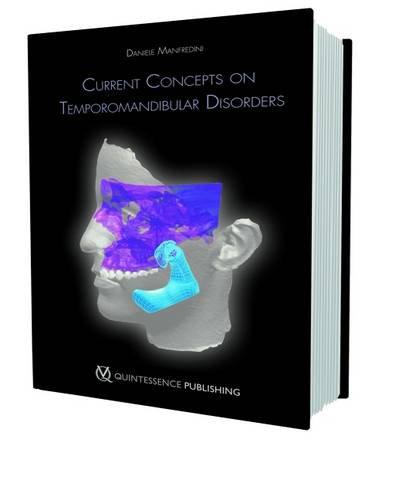 DANIELE MANFREDINI
CURRENT CONCEPTS ON
TEMPOROMANDIBULAR DISORDERS
QUINTESSENCE PUBLISHING